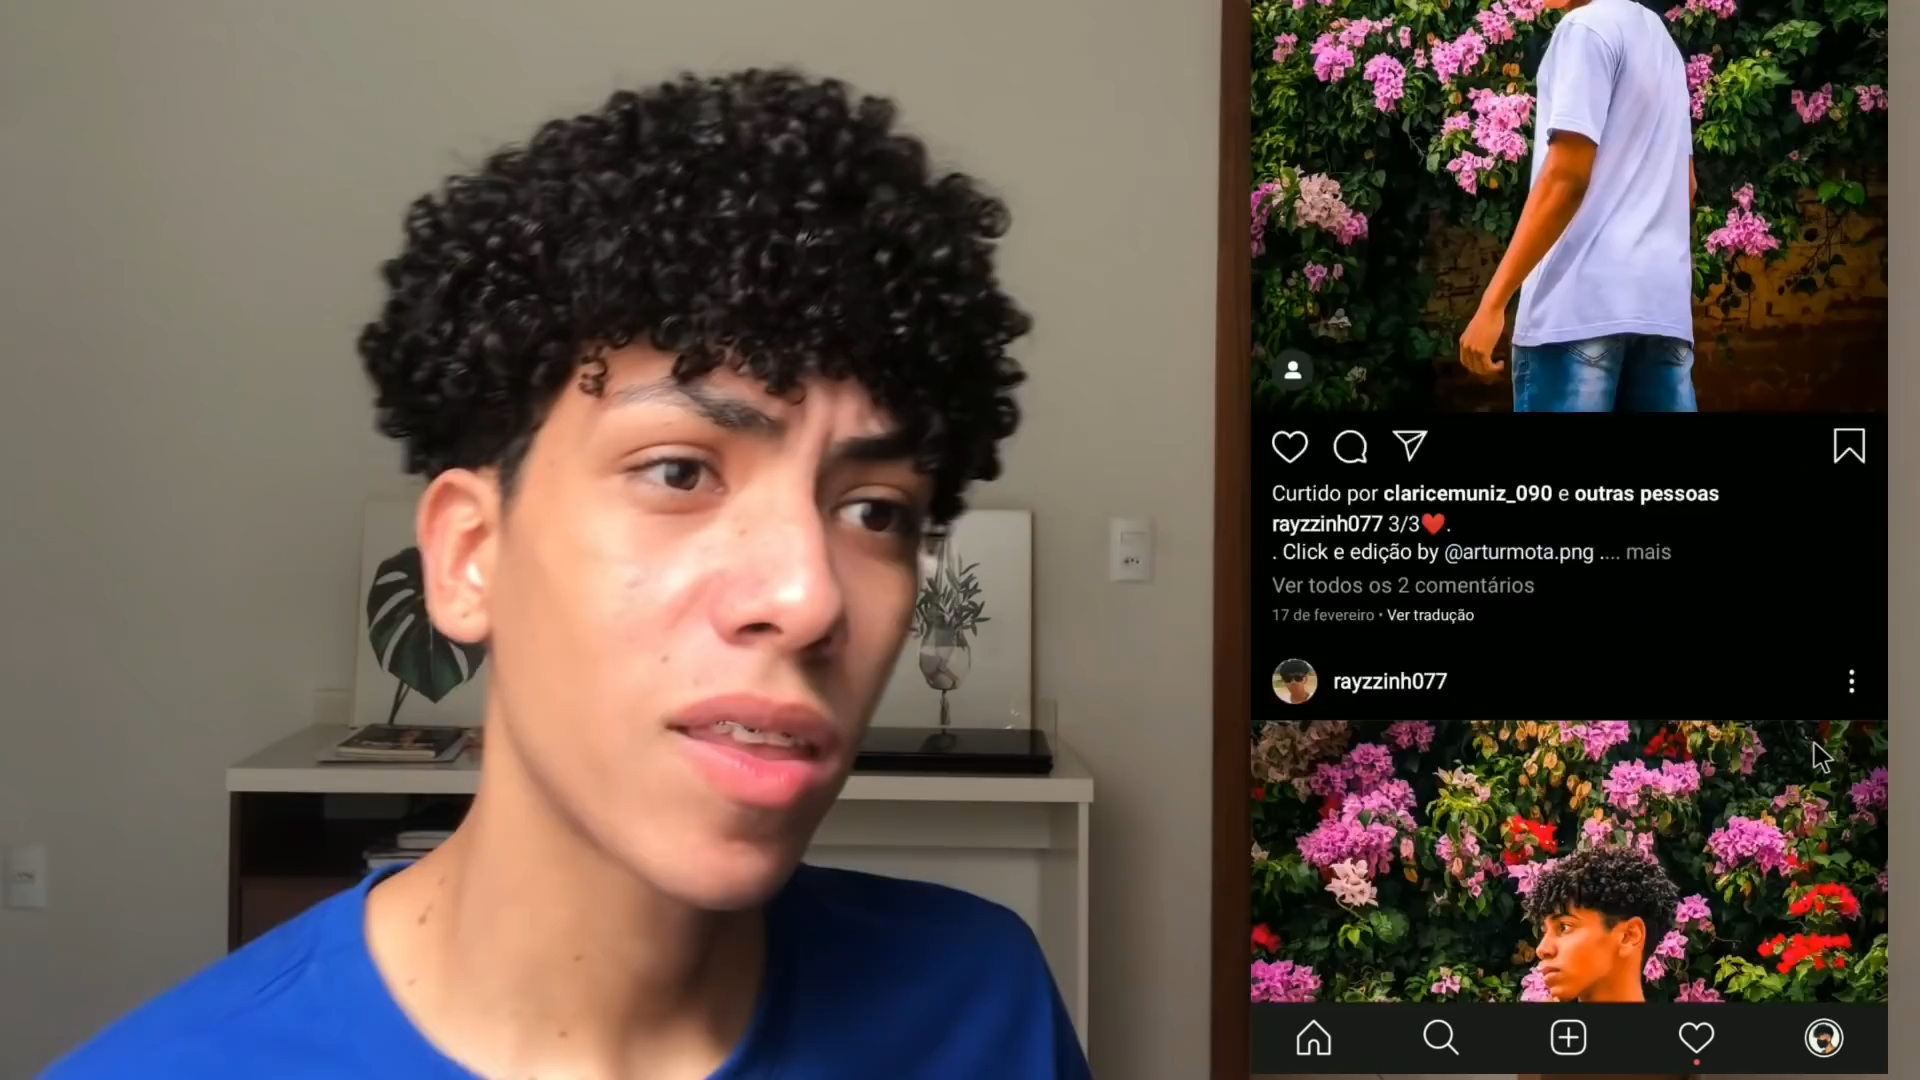 Curtido por claricemuniz_090 e outras pessoas
rayzzinh077 3/3❤️.
. Click e edição by @arturmota.png .... mais
Ver todos os 2 comentários
17 de fevereiro • Ver tradução
rayzzinh077